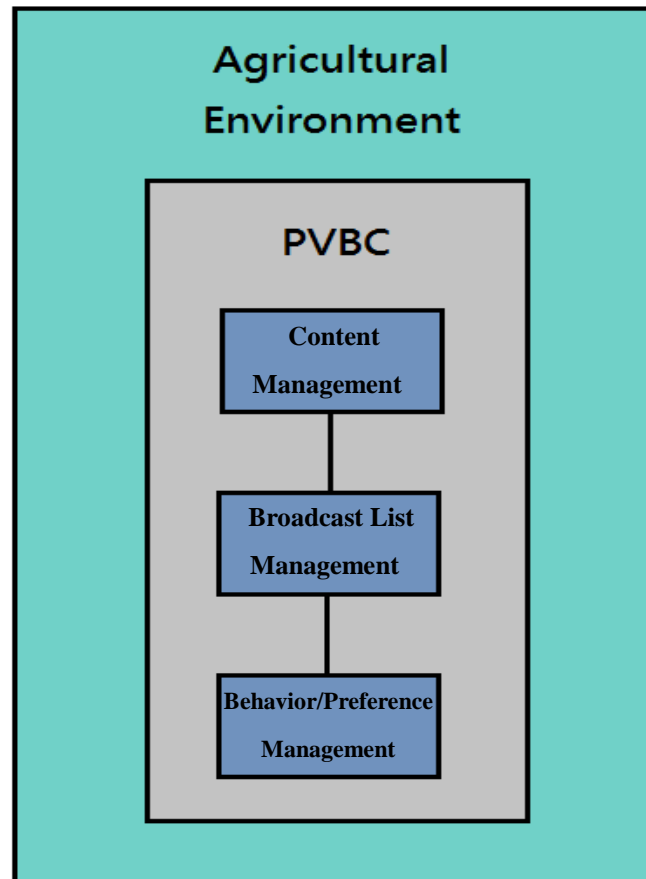 Agricultural
Environment
PVBC
Content
Management
Broadcast List
Management
Behavior/Preference
Management